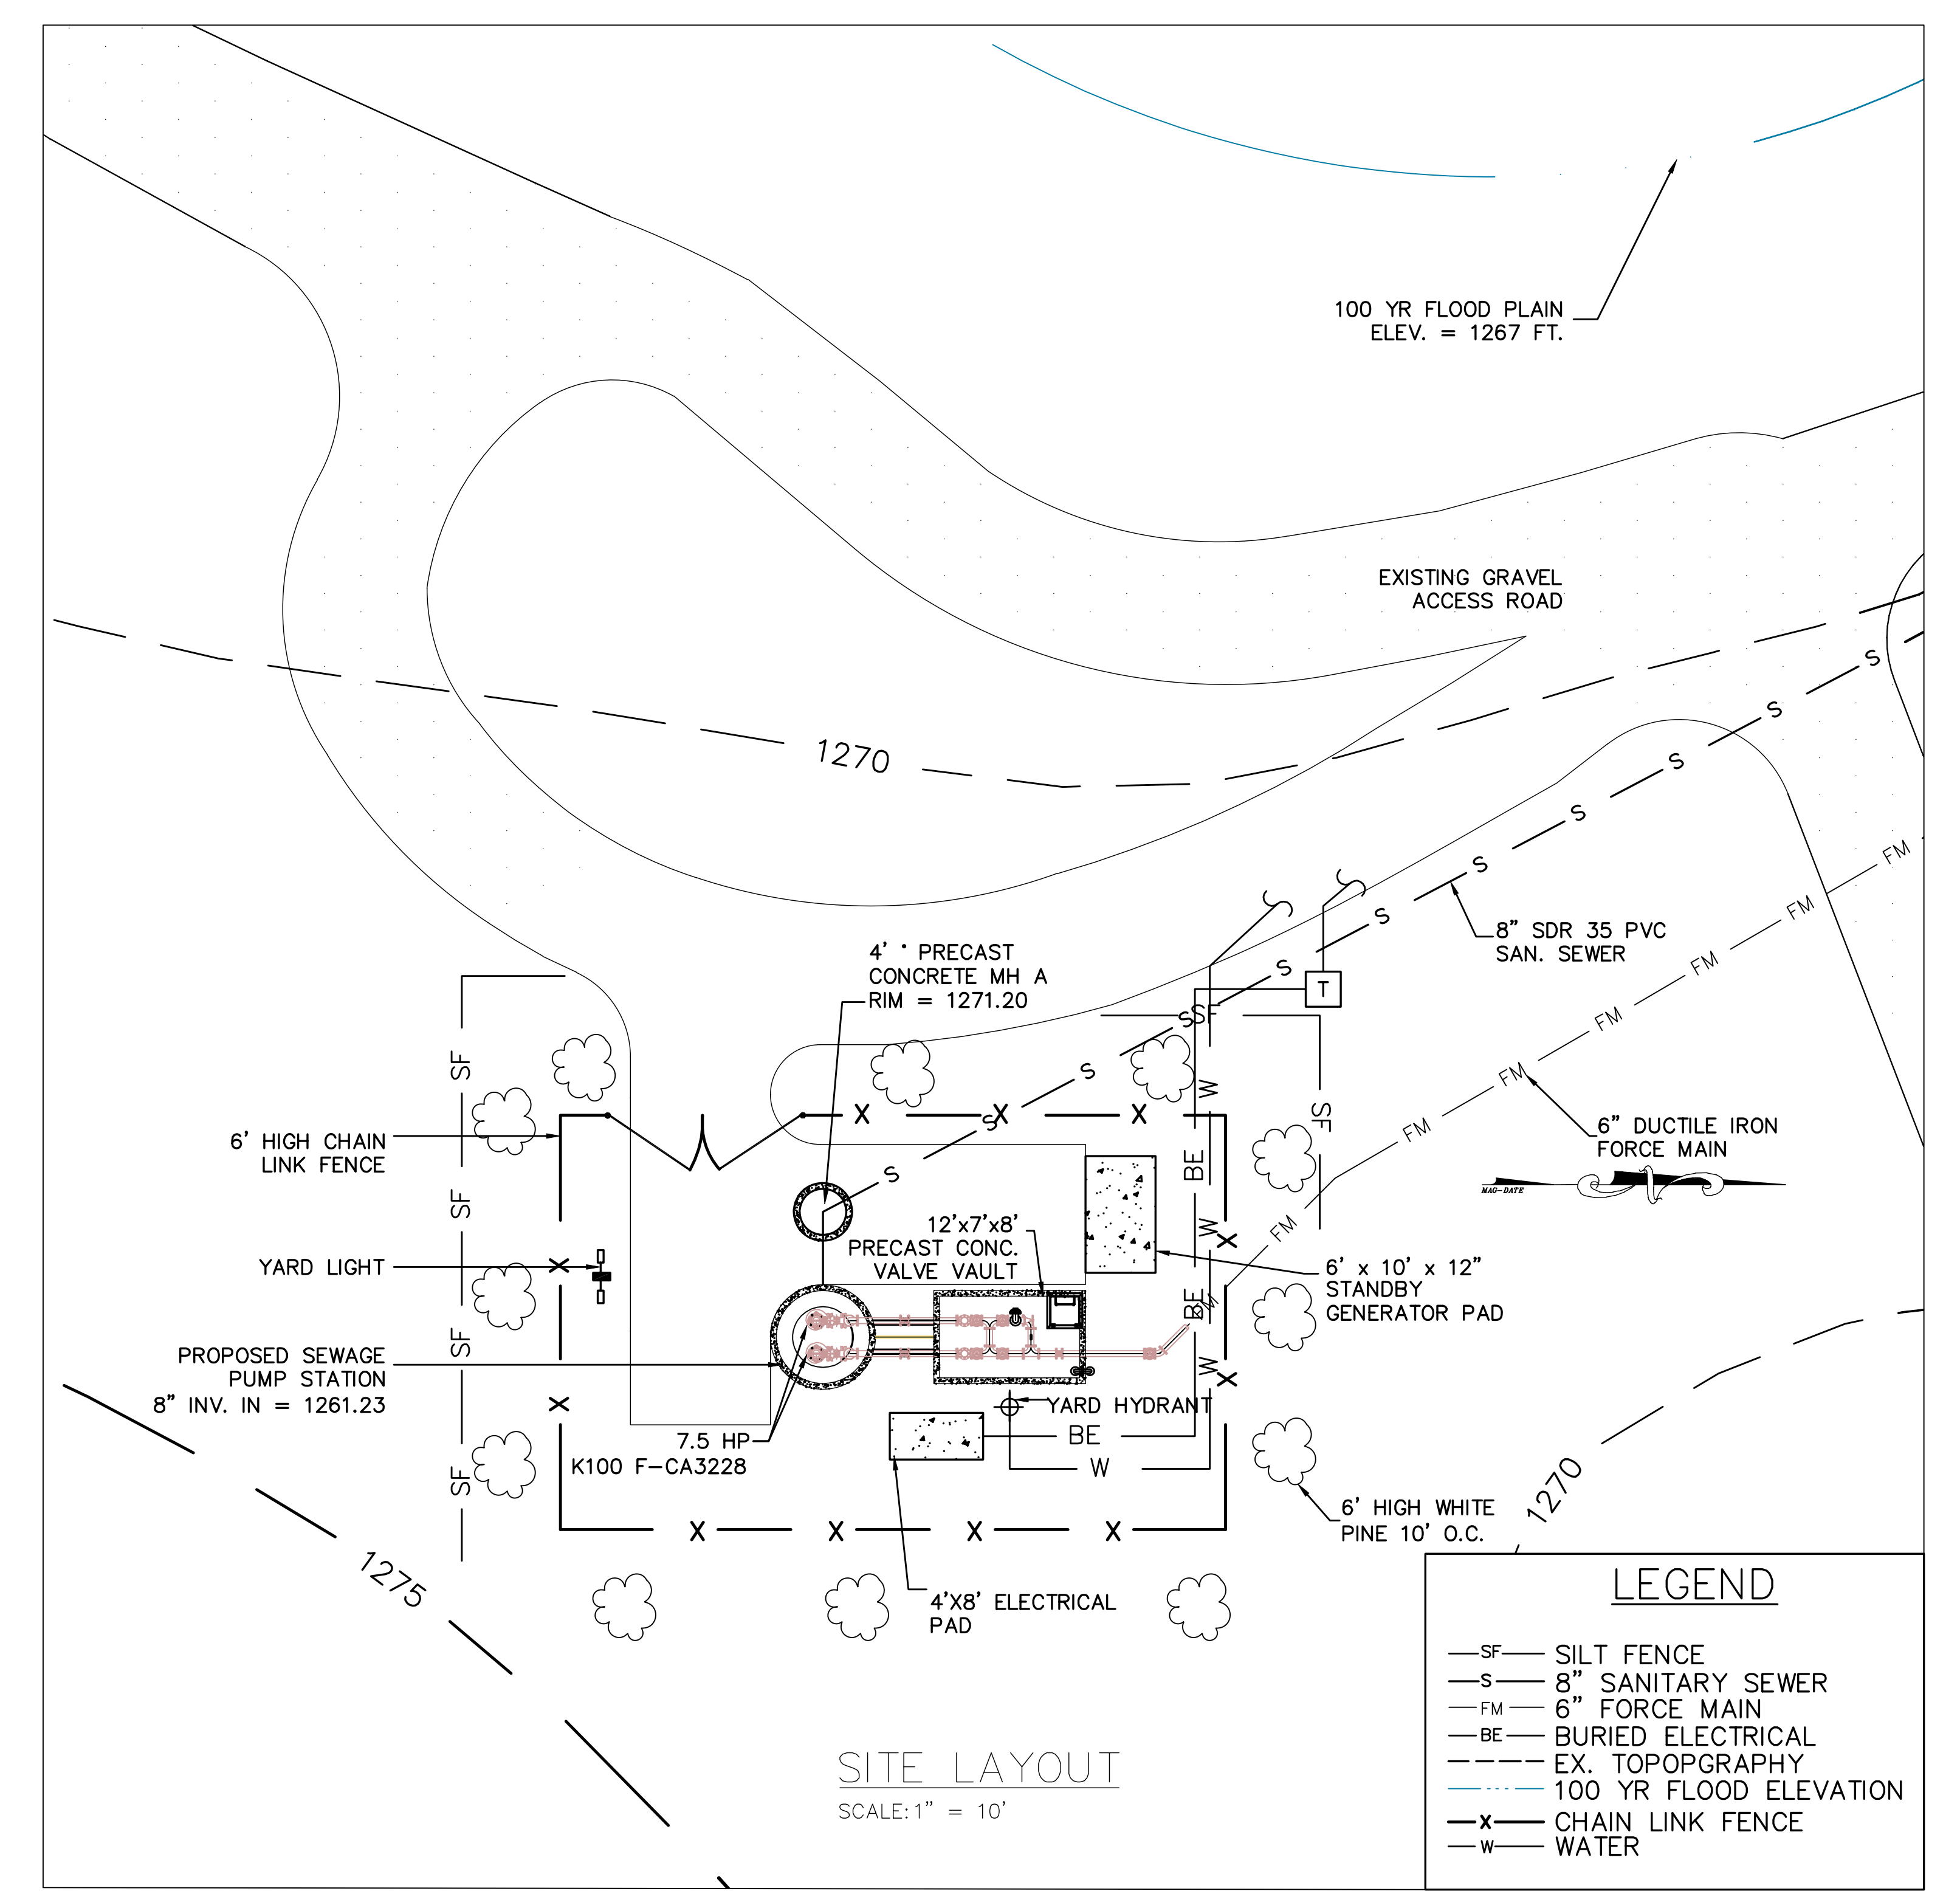 100 YR FLOOD PLAIN
ELEV. = 1267 FT.
EXISTING GRAVEL
ACCESS ROAD
S
S
1270
S
S
FM
S
FM
8" SDR 35 PVC
SAN. SEWER
S
4' ° PRECAST
CONCRETE MH A
RIM = 1271.20
FM
S
T
FM
S
SF
SF
S
FM
W
6' HIGH CHAIN
LINK FENCE
X
X
X
S
SF
FM
6" DUCTILE IRON
FORCE MAIN
BE
S
MAG-DATE
N
SF
W
FM
12'x7'x8'
PRECAST CONC.
VALVE VAULT
X
YARD LIGHT
X
6' x 10' x 12"
STANDBY
GENERATOR PAD
BE
FM
SF
PROPOSED SEWAGE
PUMP STATION
8" INV. IN = 1261.23
W
X
X
YARD HYDRANT
7.5 HP
K100 F-CA3228
BE
W
SF
6' HIGH WHITE
PINE 10' O.C.
1270
X
X
X
X
1275
4'X8' ELECTRICAL
PAD
SITE LAYOUT
SCALE: 1" = 10'
LEGEND
SF SILT FENCE
S 8" SANITARY SEWER
FM 6" FORCE MAIN
BE BURIED ELECTRICAL
EX. TOPOPGRAPHY
100 YR FLOOD ELEVATION
X CHAIN LINK FENCE
W WATER